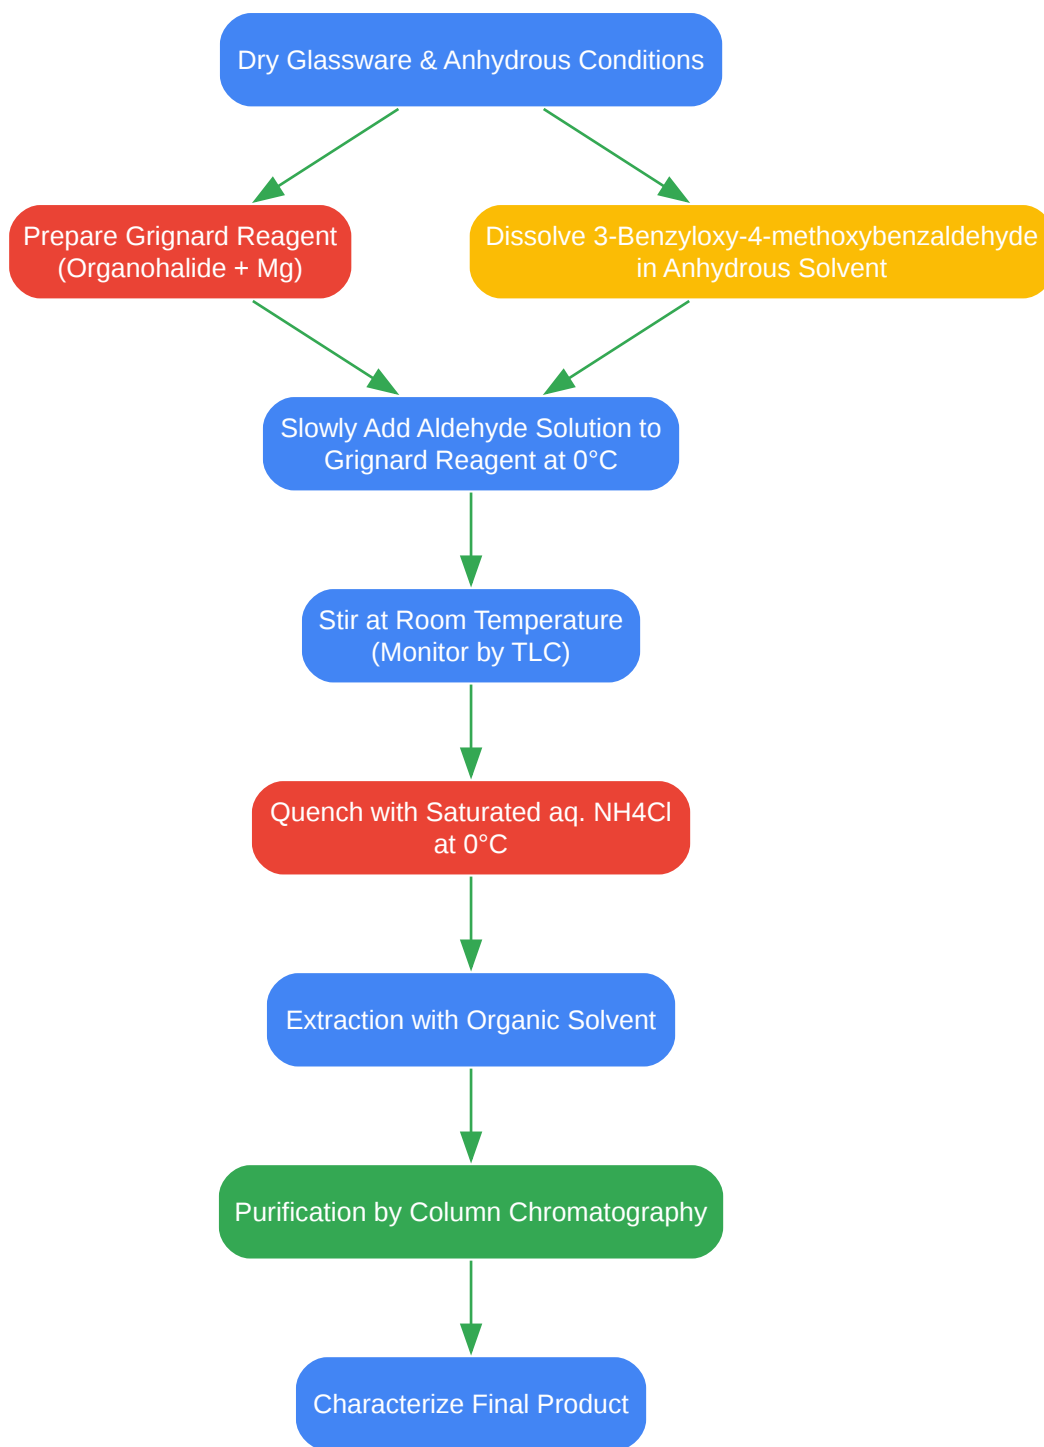 Dry Glassware & Anhydrous Conditions
Prepare Grignard Reagent
(Organohalide + Mg)
Dissolve 3-Benzyloxy-4-methoxybenzaldehyde
in Anhydrous Solvent
Slowly Add Aldehyde Solution to
Grignard Reagent at 0°C
Stir at Room Temperature
(Monitor by TLC)
Quench with Saturated aq. NH4Cl
at 0°C
Extraction with Organic Solvent
Purification by Column Chromatography
Characterize Final Product